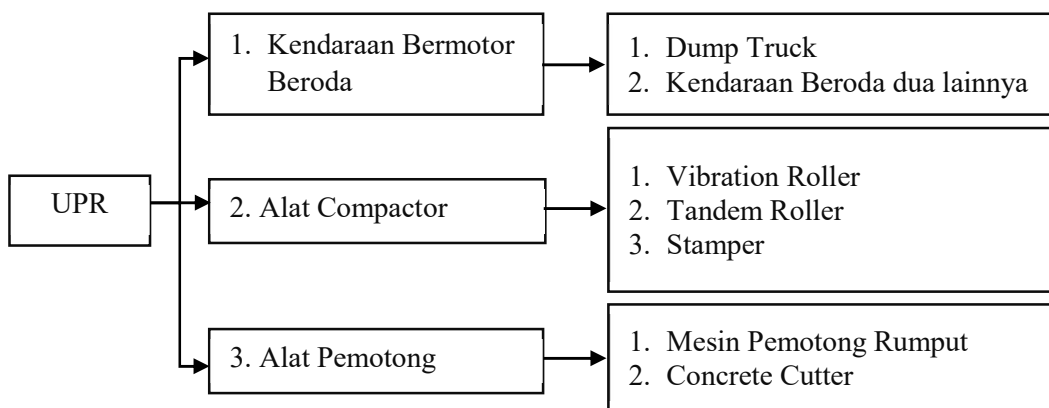 UPR
1. Kendaraan Bermotor
Beroda
1. Dump Truck
2. Kendaraan Beroda dua lainnya
2. Alat Compactor
1. Vibration Roller
2. Tandem Roller
3. Stamper
3. Alat Pemotong
1. Mesin Pemotong Rumput
2. Concrete Cutter